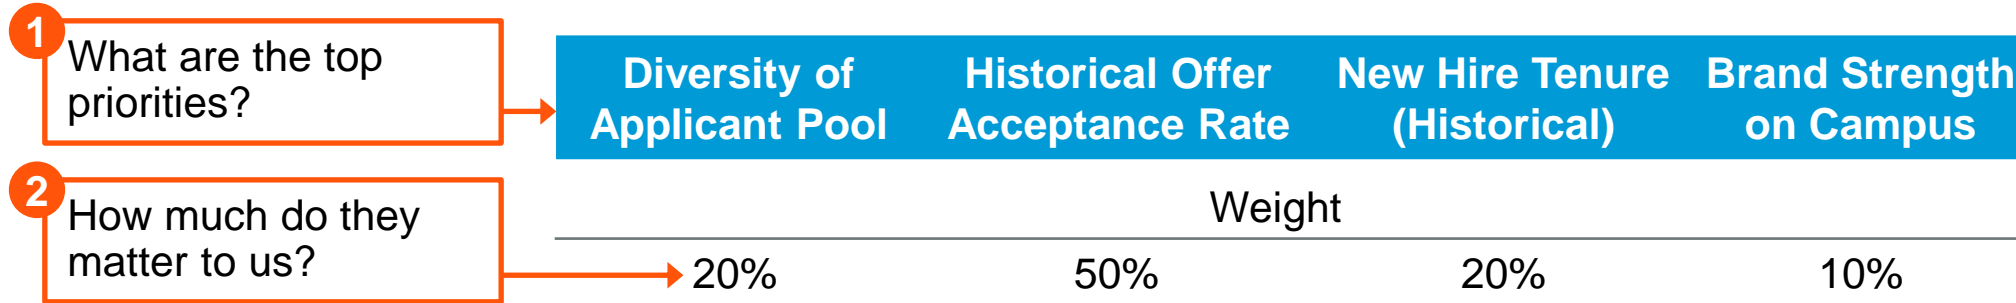 1
What are the top
priorities?
Diversity of
Applicant Pool
Historical Offer
Acceptance Rate
New Hire Tenure
(Historical)
Brand Strength
on Campus
2
How much do they
matter to us?
Weight
20%
50%
20%
10%